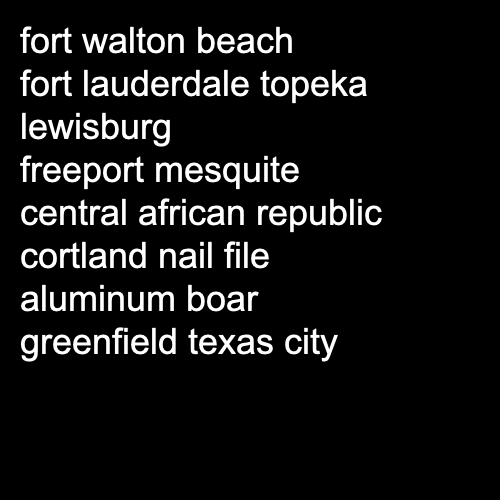 fort walton beach
fort lauderdale topeka
lewisburg
freeport mesquite
central african republic
cortland nail file
aluminum boar
greenfield texas city